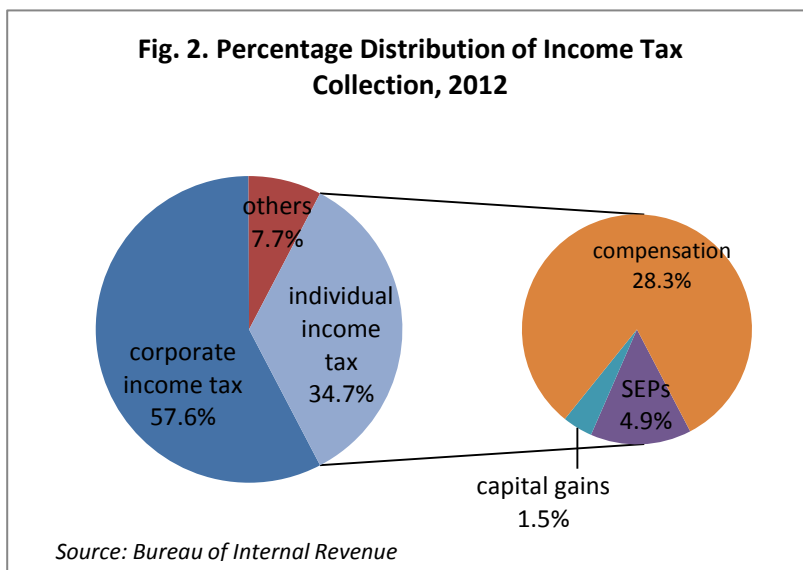 Fig. 2. Percentage Distribution of Income Tax
Collection, 2012
others
7.7%
individual
income
tax
34.7%
corporate
income tax
57.6%
compensation
28.3%
SEPs
4.9%
capital gains
1.5%
Source: Bureau of Internal Revenue